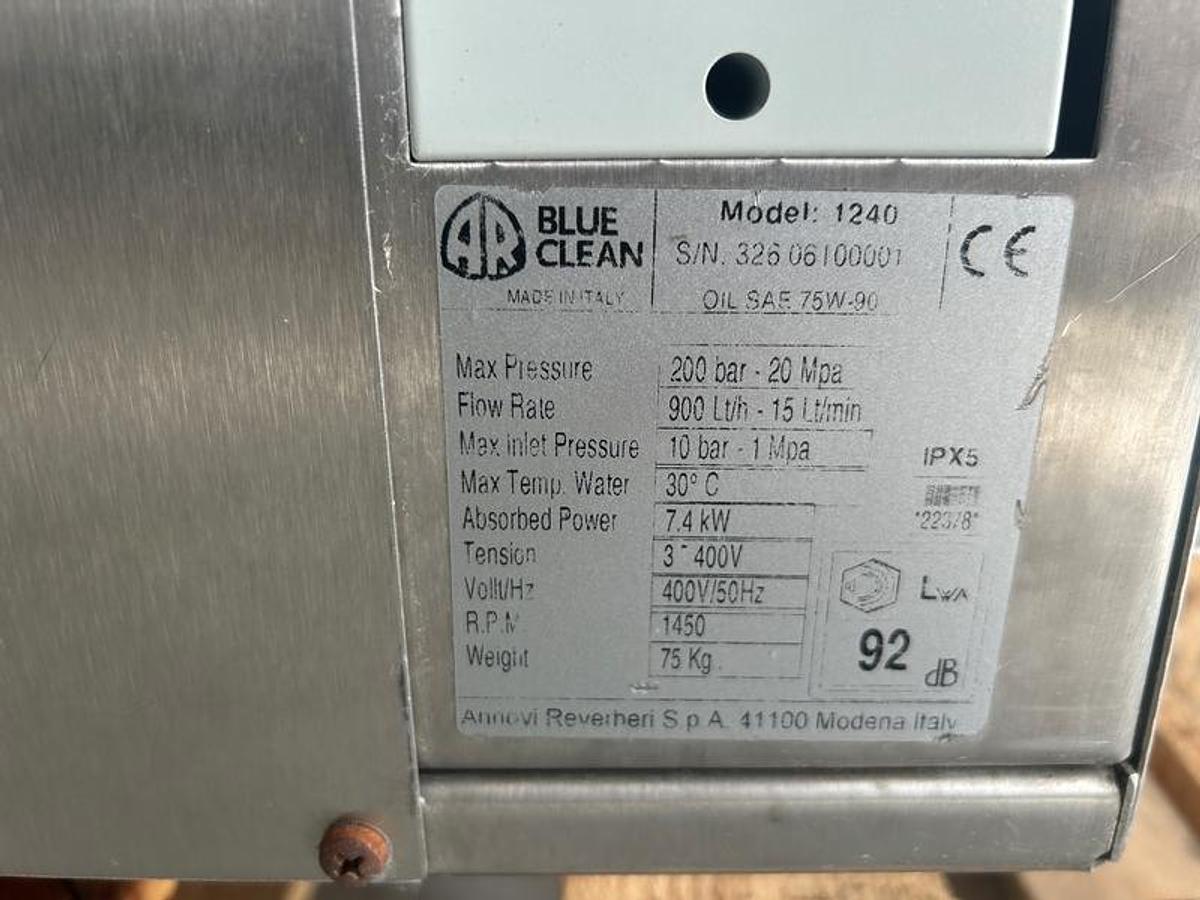 AR BLUE CLEAN
MADE IN ITALY
Model: 1240
S/N. 326 06100001
OIL SAE 75W-90
CE
Max Pressure 200 bar - 20 Mpa
Flow Rate 900 Lt/h - 15 Lt/min
Max Inlet Pressure 10 bar - 1 Mpa
Max Temp. Water 30° C
Absorbed Power 7.4 kW
Tension 3~400V
Vollt/Hz 400V/50Hz
R.P.M 1450
Weight 75 Kg.
IPX5
*22378*
LWA
92 dB
Annovi Reverberi S.p.A. 41100 Modena Italy